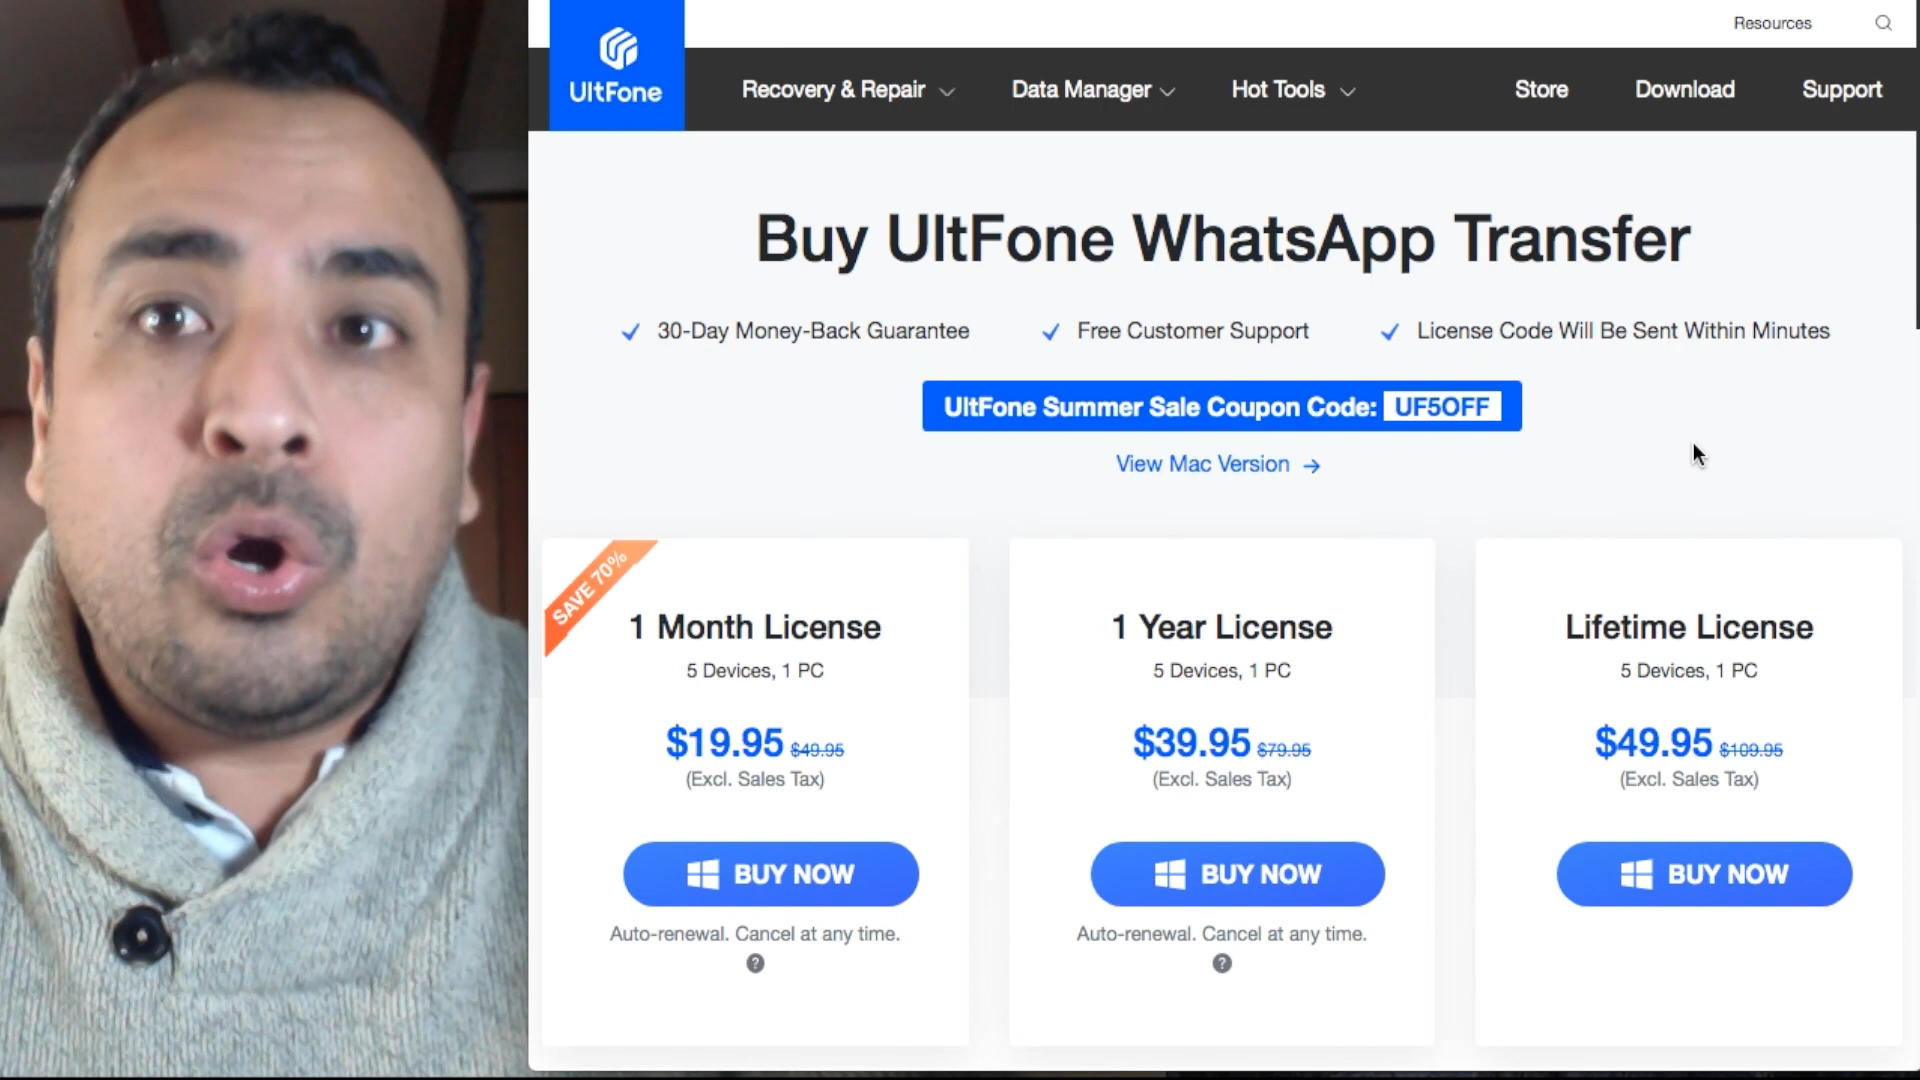 Resources
UltFone
Recovery & Repair
Data Manager
Hot Tools
Store
Download
Support
Buy UltFone WhatsApp Transfer
30-Day Money-Back Guarantee
Free Customer Support
License Code Will Be Sent Within Minutes
UltFone Summer Sale Coupon Code: UF5OFF
View Mac Version →
SAVE 70%
1 Month License
5 Devices, 1 PC
$19.95 $49.95
(Excl. Sales Tax)
BUY NOW
Auto-renewal. Cancel at any time.
?
1 Year License
5 Devices, 1 PC
$39.95 $79.95
(Excl. Sales Tax)
BUY NOW
Auto-renewal. Cancel at any time.
?
Lifetime License
5 Devices, 1 PC
$49.95 $109.95
(Excl. Sales Tax)
BUY NOW